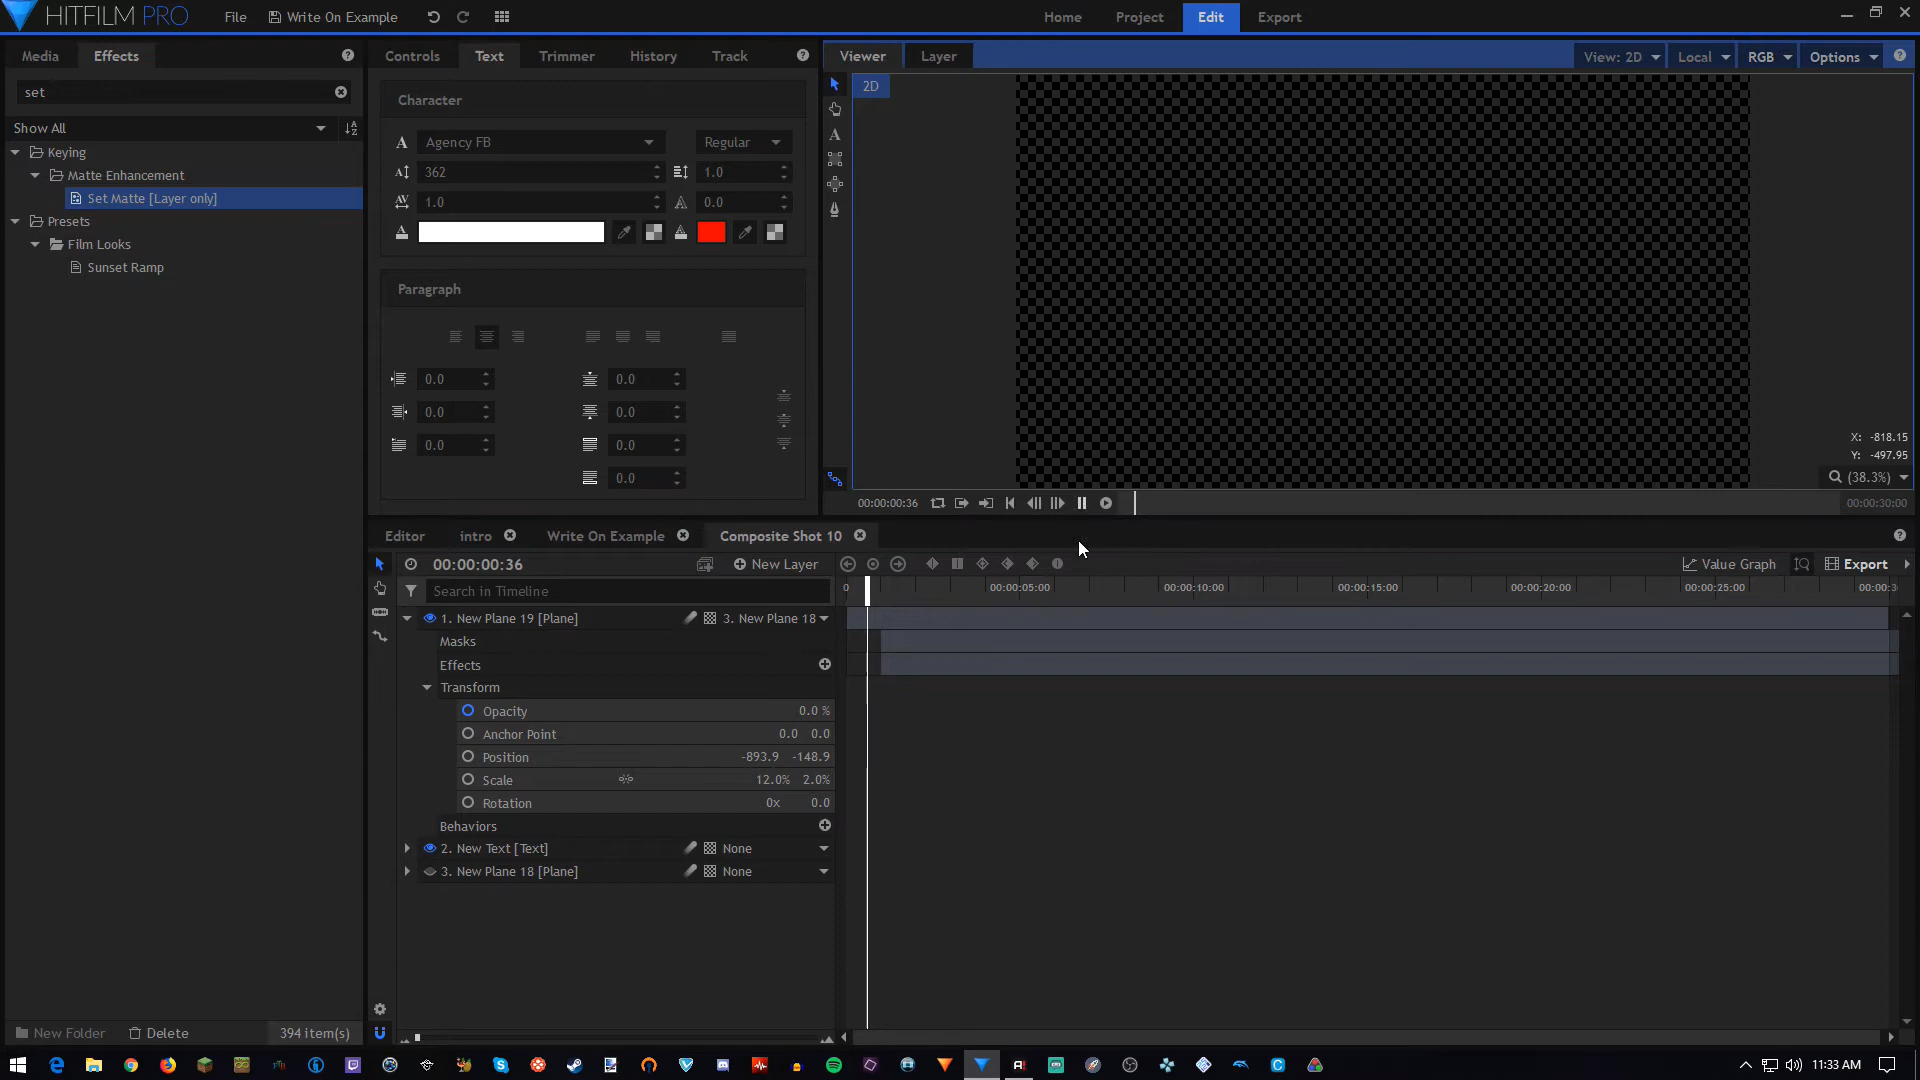 HITFILM PRO
File
Write On Example
Home
Project
Edit
Export
Media
Effects
Controls
Text
Trimmer
History
Track
Viewer
Layer
View: 2D
Local
RGB
Options
set
Show All
Keying
Matte Enhancement
Set Matte [Layer only]
Presets
Film Looks
Sunset Ramp
Character
Agency FB
Regular
362
1.0
1.0
0.0
Paragraph
0.0
0.0
0.0
0.0
0.0
0.0
0.0
2D
X: -818.15
Y: -497.95
(38.3%)
00:00:00:36
00:00:30:00
Editor
intro
Write On Example
Composite Shot 10
00:00:00:36
New Layer
Value Graph
Export
Search in Timeline
0
00:00:05:00
00:00:10:00
00:00:15:00
00:00:20:00
00:00:25:00
00:00:3
1. New Plane 19 [Plane]
3. New Plane 18
Masks
Effects
Transform
Opacity
0.0 %
Anchor Point
0.0 0.0
Position
-893.9 -148.9
Scale
12.0% 2.0%
Rotation
0x 0.0
Behaviors
2. New Text [Text]
None
3. New Plane 18 [Plane]
None
New Folder
Delete
394 item(s)
11:33 AM